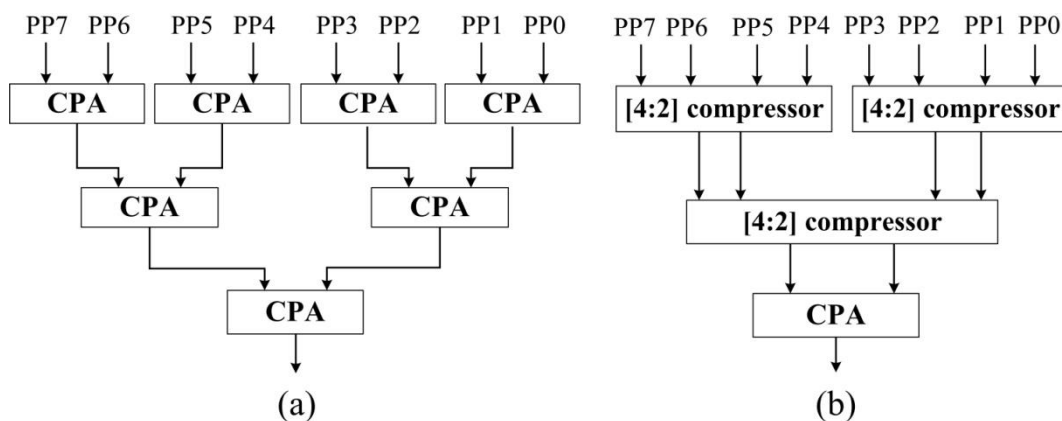 PP7 PP6 PP5 PP4 PP3 PP2 PP1 PP0
CPA CPA CPA CPA
CPA CPA
CPA
(a)
PP7 PP6 PP5 PP4 PP3 PP2 PP1 PP0
[4:2] compressor [4:2] compressor
[4:2] compressor
CPA
(b)